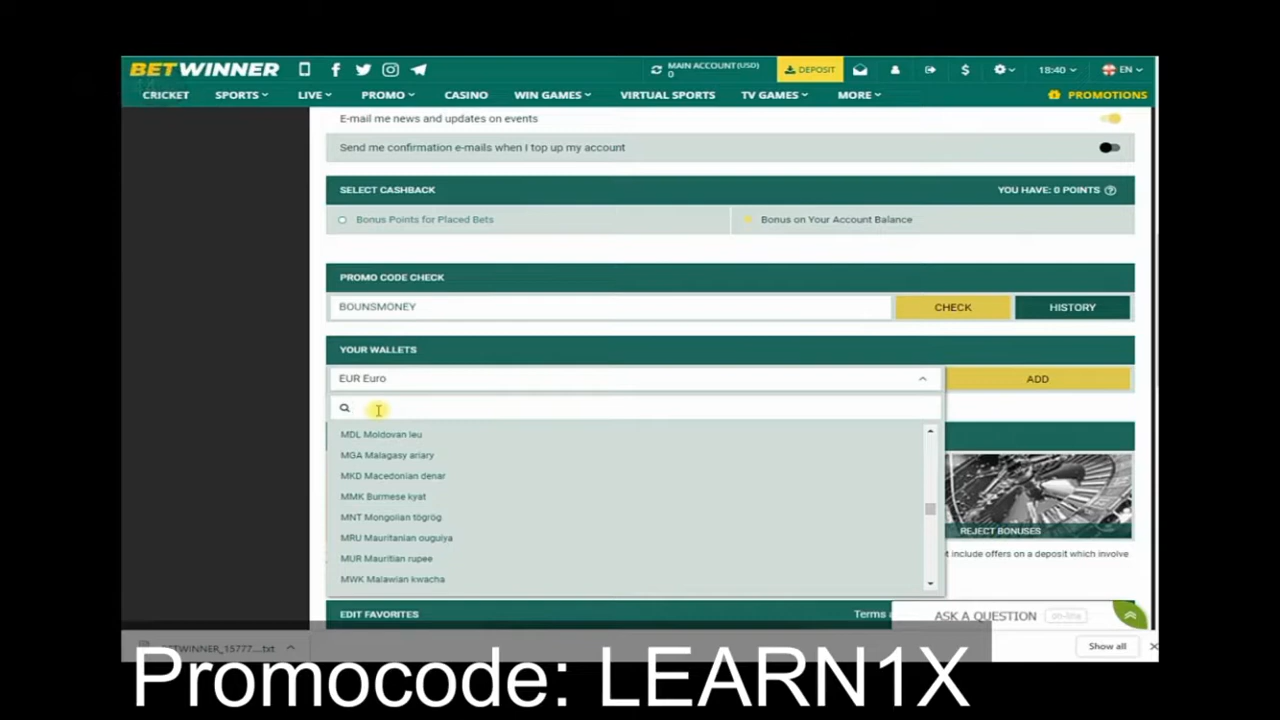 BETWINNER
MAIN ACCOUNT (USD)
0
DEPOSIT
$
18:40
EN
CRICKET SPORTS LIVE PROMO CASINO WIN GAMES VIRTUAL SPORTS TV GAMES MORE PROMOTIONS
E-mail me news and updates on events
Send me confirmation e-mails when I top up my account
SELECT CASHBACK YOU HAVE: 0 POINTS
Bonus Points for Placed Bets Bonus on Your Account Balance
PROMO CODE CHECK
BOUNSMONEY CHECK HISTORY
YOUR WALLETS
EUR Euro ADD
MDL Moldovan leu
MGA Malagasy ariary
MKD Macedonian denar
MMK Burmese kyat
MNT Mongolian tögrög
MRU Mauritanian ouguiya
REJECT BONUSES
MUR Mauritian rupee
t include offers on a deposit which involve
MWK Malawian kwacha
EDIT FAVORITES Terms a
ASK A QUESTION on-line
BETWINNER_15777....txt Show all
Promocode: LEARN1X